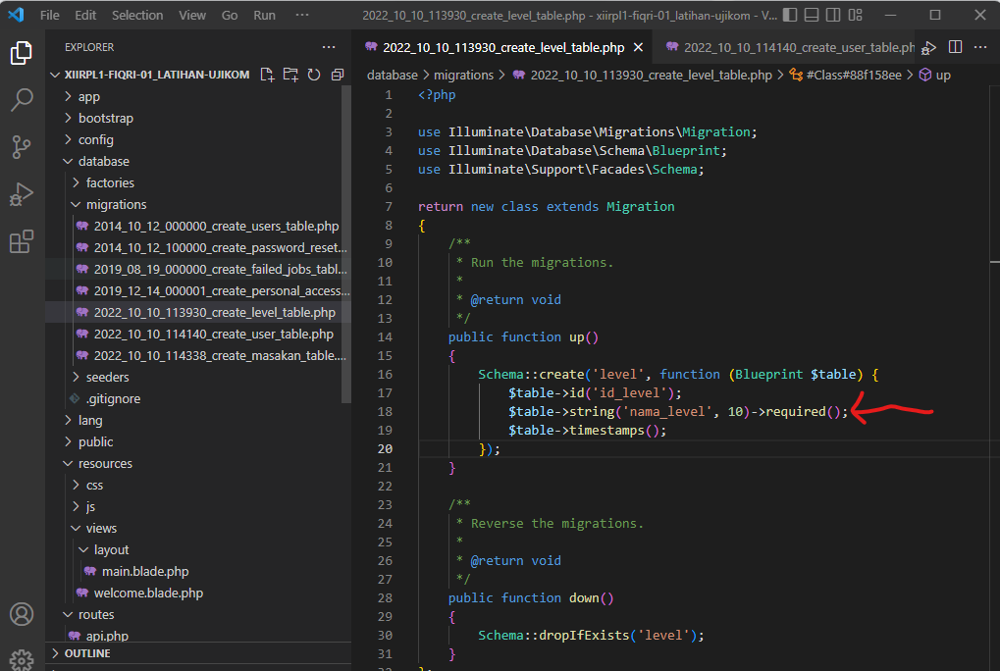 File Edit Selection View Go Run ··· 2022_10_10_113930_create_level_table.php - xiirpl1-fiqri-01_latihan-ujikom - V...
EXPLORER ···
XIIRPL1-FIQRI-01_LATIHAN-UJIKOM
app
bootstrap
config
database
factories
migrations
2014_10_12_000000_create_users_table.php
2014_10_12_100000_create_password_reset...
2019_08_19_000000_create_failed_jobs_tabl...
2019_12_14_000001_create_personal_access...
2022_10_10_113930_create_level_table.php
2022_10_10_114140_create_user_table.php
2022_10_10_114338_create_masakan_table....
seeders
.gitignore
lang
public
resources
css
js
views
layout
main.blade.php
welcome.blade.php
routes
api.php
OUTLINE
2022_10_10_113930_create_level_table.php 2022_10_10_114140_create_user_table.ph
database > migrations > 2022_10_10_113930_create_level_table.php > #Class#88f158ee > up
1 <?php
2
3 use Illuminate\Database\Migrations\Migration;
4 use Illuminate\Database\Schema\Blueprint;
5 use Illuminate\Support\Facades\Schema;
6
7 return new class extends Migration
8 {
9 /**
10 * Run the migrations.
11 *
12 * @return void
13 */
14 public function up()
15 {
16 Schema::create('level', function (Blueprint $table) {
17 $table->id('id_level');
18 $table->string('nama_level', 10)->required();
19 $table->timestamps();
20 });
21 }
22
23 /**
24 * Reverse the migrations.
25 *
26 * @return void
27 */
28 public function down()
29 {
30 Schema::dropIfExists('level');
31 }
32 };